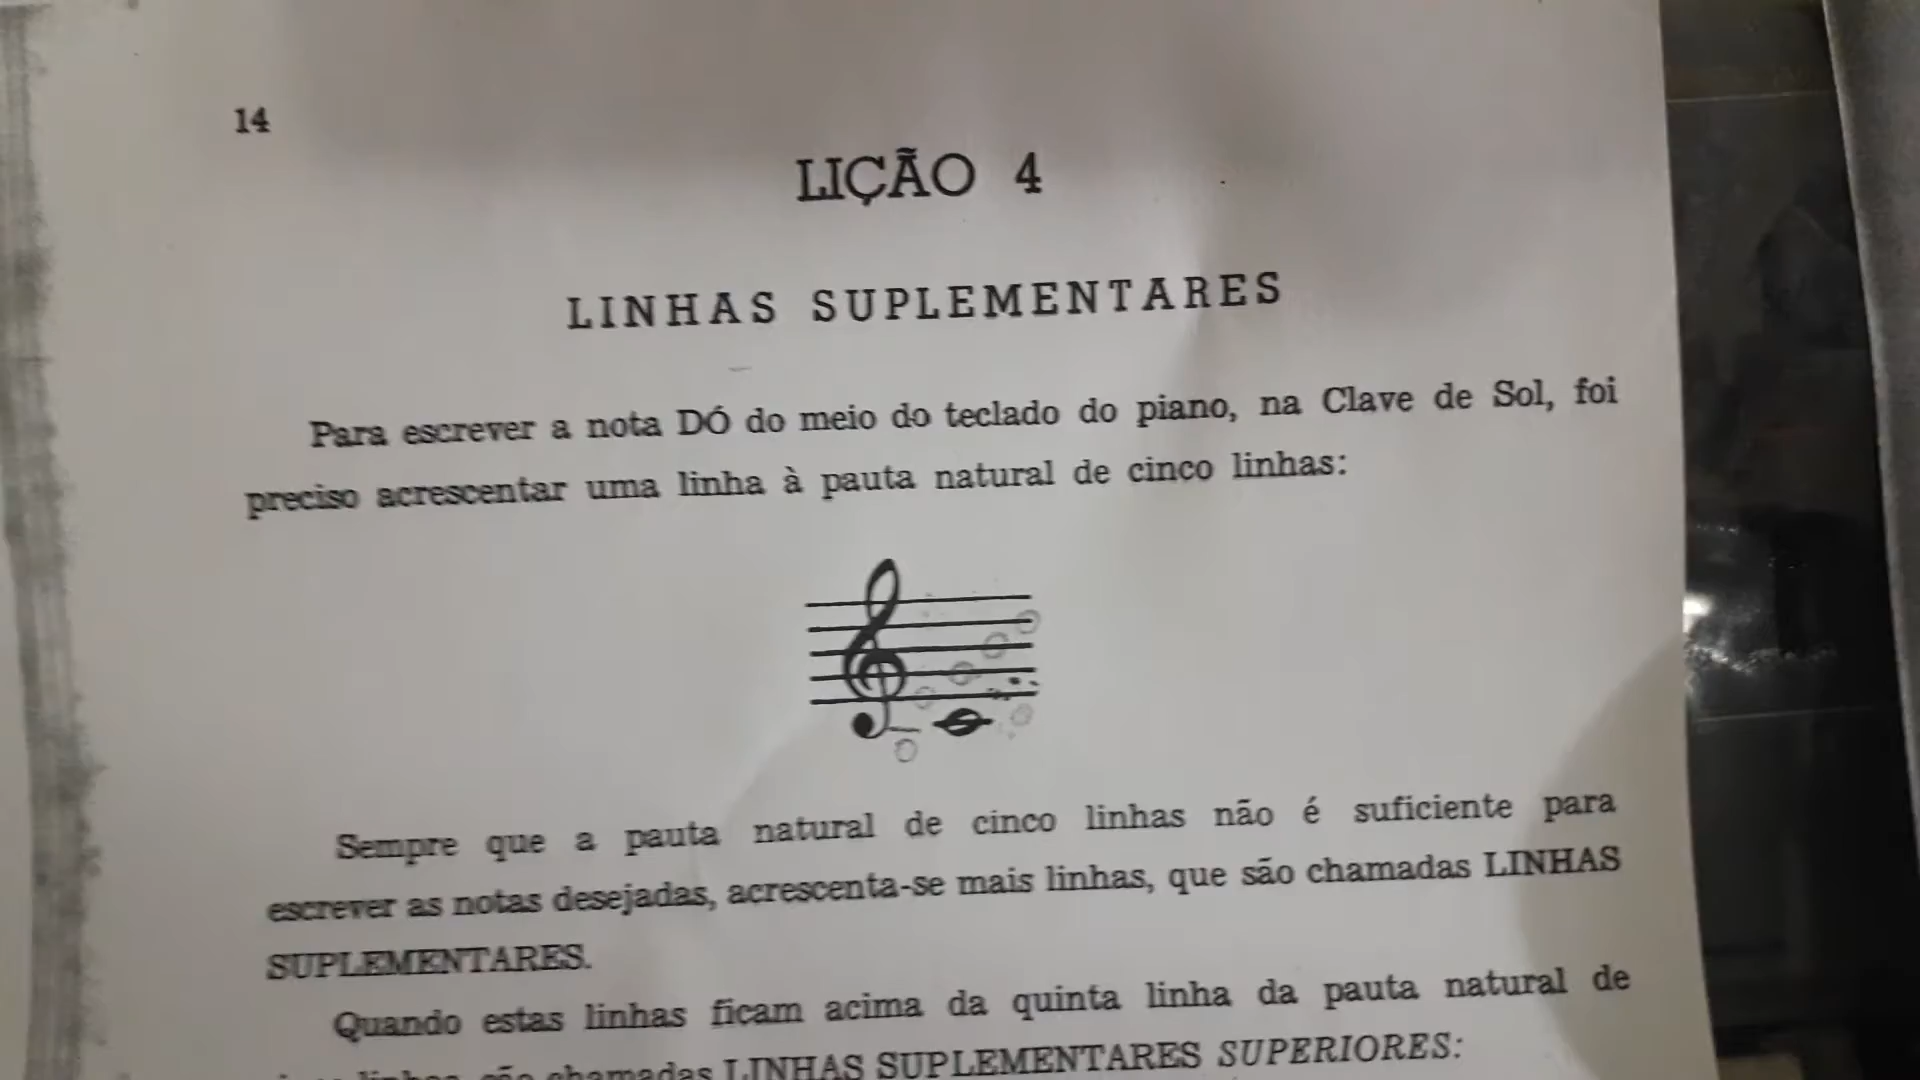 14
LIÇÃO 4
LINHAS SUPLEMENTARES
Para escrever a nota DÓ do meio do teclado do piano, na Clave de Sol, foi
preciso acrescentar uma linha à pauta natural de cinco linhas:
Sempre que a pauta natural de cinco linhas não é suficiente para
escrever as notas desejadas, acrescenta-se mais linhas, que são chamadas LINHAS
SUPLEMENTARES.
Quando estas linhas ficam acima da quinta linha da pauta natural de
linhas, são chamadas LINHAS SUPLEMENTARES SUPERIORES: